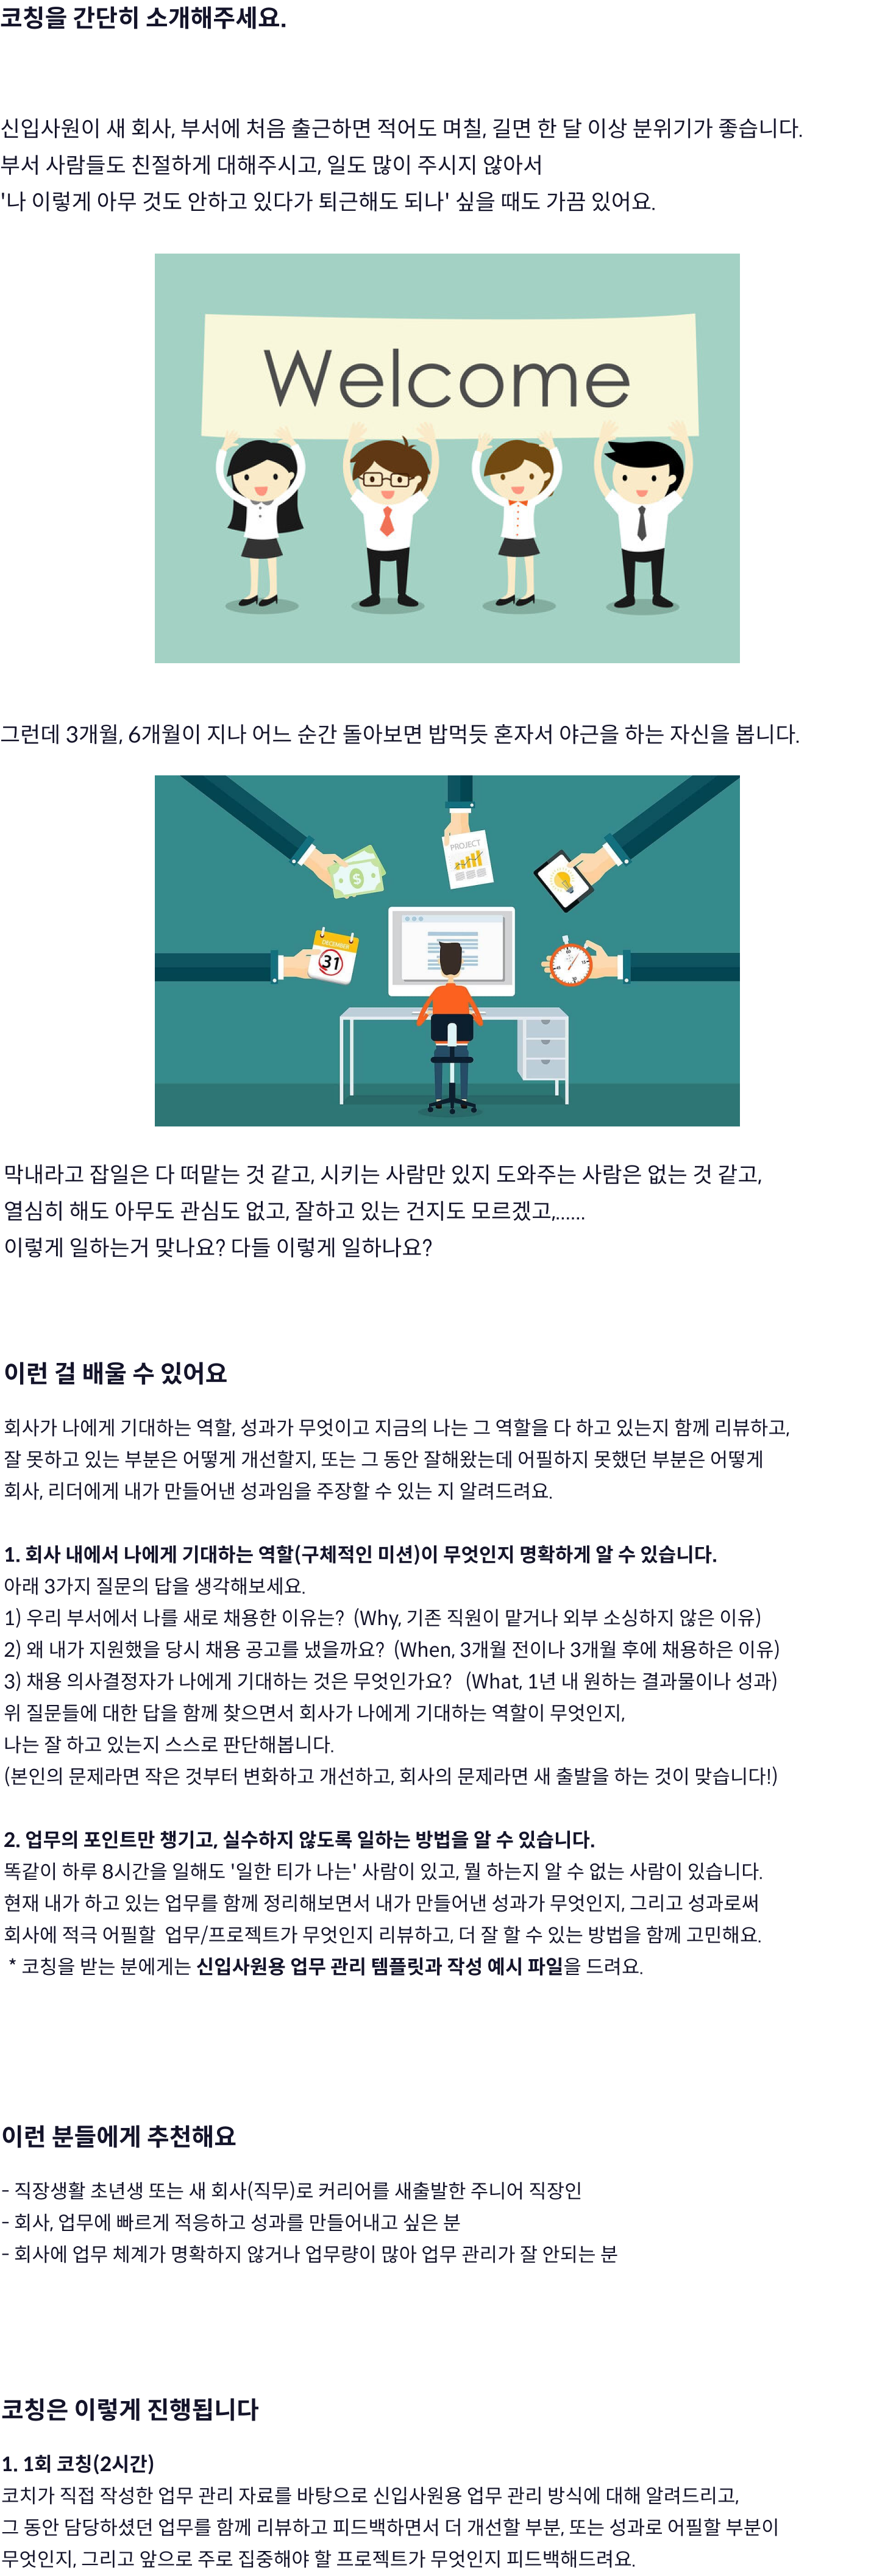 코칭을 간단히 소개해주세요.
신입사원이 새 회사, 부서에 처음 출근하면 적어도 며칠, 길면 한 달 이상 분위기가 좋습니다.
부서 사람들도 친절하게 대해주시고, 일도 많이 주시지 않아서
'나 이렇게 아무 것도 안하고 있다가 퇴근해도 되나' 싶을 때도 가끔 있어요.
Welcome
그런데 3개월, 6개월이 지나 어느 순간 돌아보면 밥먹듯 혼자서 야근을 하는 자신을 봅니다.
PROJECT
$
DECEMBER
31
막내라고 잡일은 다 떠맡는 것 같고, 시키는 사람만 있지 도와주는 사람은 없는 것 같고,
열심히 해도 아무도 관심도 없고, 잘하고 있는 건지도 모르겠고,......
이렇게 일하는거 맞나요? 다들 이렇게 일하나요?
이런 걸 배울 수 있어요
회사가 나에게 기대하는 역할, 성과가 무엇이고 지금의 나는 그 역할을 다 하고 있는지 함께 리뷰하고,
잘 못하고 있는 부분은 어떻게 개선할지, 또는 그 동안 잘해왔는데 어필하지 못했던 부분은 어떻게
회사, 리더에게 내가 만들어낸 성과임을 주장할 수 있는 지 알려드려요.
1. 회사 내에서 나에게 기대하는 역할(구체적인 미션)이 무엇인지 명확하게 알 수 있습니다.
아래 3가지 질문의 답을 생각해보세요.
1) 우리 부서에서 나를 새로 채용한 이유는? (Why, 기존 직원이 맡거나 외부 소싱하지 않은 이유)
2) 왜 내가 지원했을 당시 채용 공고를 냈을까요? (When, 3개월 전이나 3개월 후에 채용하은 이유)
3) 채용 의사결정자가 나에게 기대하는 것은 무엇인가요? (What, 1년 내 원하는 결과물이나 성과)
위 질문들에 대한 답을 함께 찾으면서 회사가 나에게 기대하는 역할이 무엇인지,
나는 잘 하고 있는지 스스로 판단해봅니다.
(본인의 문제라면 작은 것부터 변화하고 개선하고, 회사의 문제라면 새 출발을 하는 것이 맞습니다!)
2. 업무의 포인트만 챙기고, 실수하지 않도록 일하는 방법을 알 수 있습니다.
똑같이 하루 8시간을 일해도 '일한 티가 나는' 사람이 있고, 뭘 하는지 알 수 없는 사람이 있습니다.
현재 내가 하고 있는 업무를 함께 정리해보면서 내가 만들어낸 성과가 무엇인지, 그리고 성과로써
회사에 적극 어필할 업무/프로젝트가 무엇인지 리뷰하고, 더 잘 할 수 있는 방법을 함께 고민해요.
* 코칭을 받는 분에게는 신입사원용 업무 관리 템플릿과 작성 예시 파일을 드려요.
이런 분들에게 추천해요
- 직장생활 초년생 또는 새 회사(직무)로 커리어를 새출발한 주니어 직장인
- 회사, 업무에 빠르게 적응하고 성과를 만들어내고 싶은 분
- 회사에 업무 체계가 명확하지 않거나 업무량이 많아 업무 관리가 잘 안되는 분
코칭은 이렇게 진행됩니다
1. 1회 코칭(2시간)
코치가 직접 작성한 업무 관리 자료를 바탕으로 신입사원용 업무 관리 방식에 대해 알려드리고,
그 동안 담당하셨던 업무를 함께 리뷰하고 피드백하면서 더 개선할 부분, 또는 성과로 어필할 부분이
무엇인지, 그리고 앞으로 주로 집중해야 할 프로젝트가 무엇인지 피드백해드려요.